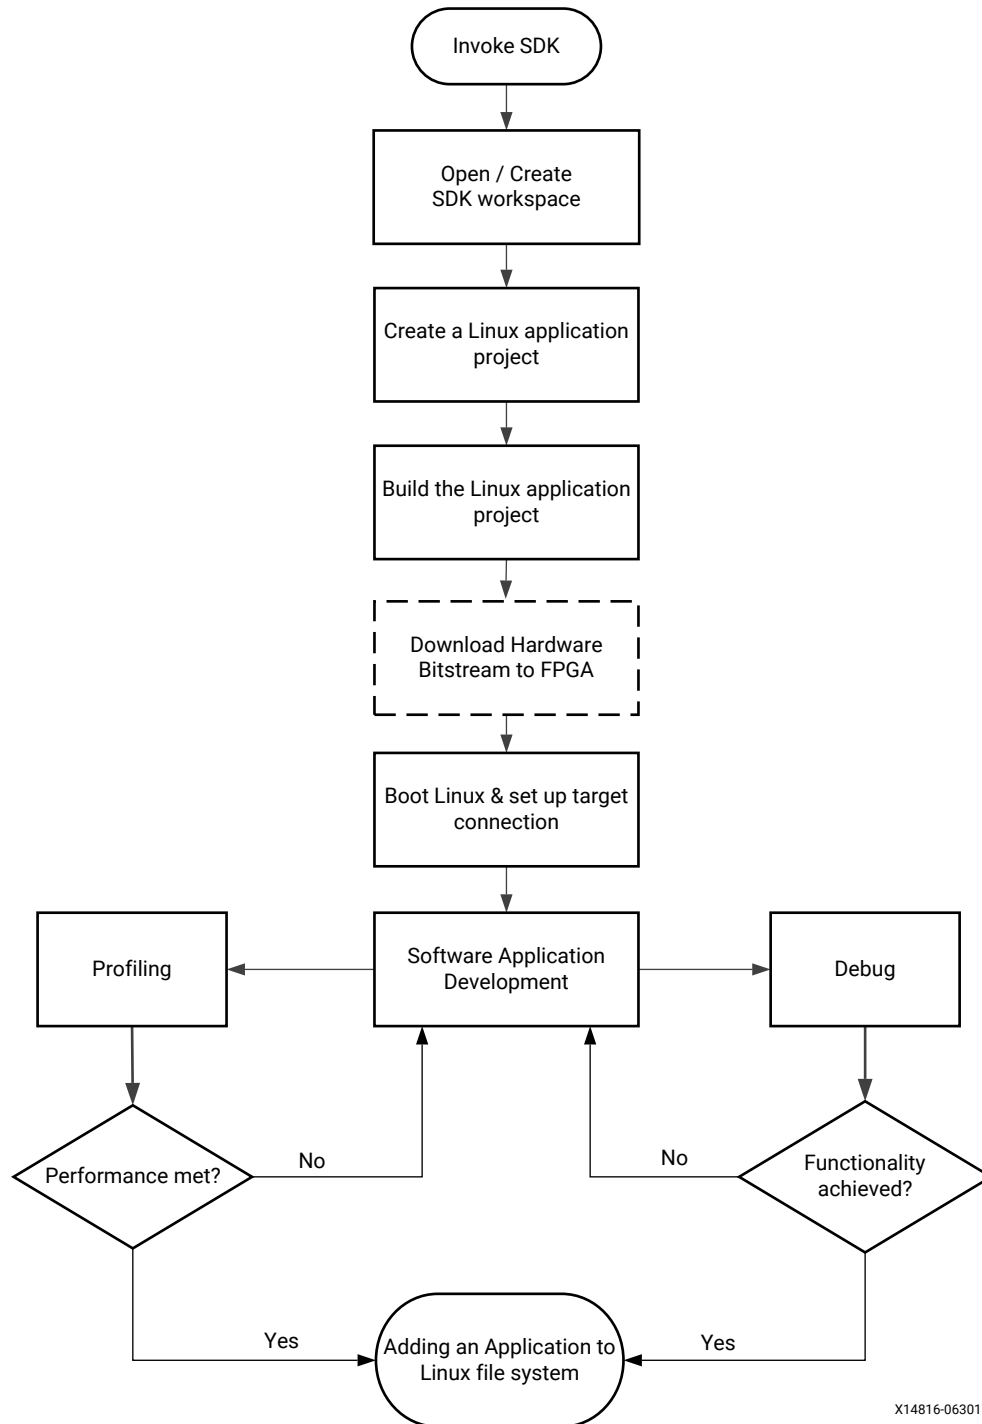 Invoke SDK
Open / Create
SDK workspace
Create a Linux application
project
Build the Linux application
project
Download Hardware
Bitstream to FPGA
Boot Linux & set up target
connection
Profiling
Software Application
Development
Debug
Performance met?
No
No
Functionality
achieved?
Yes
Adding an Application to
Linux file system
Yes
X14816-06301